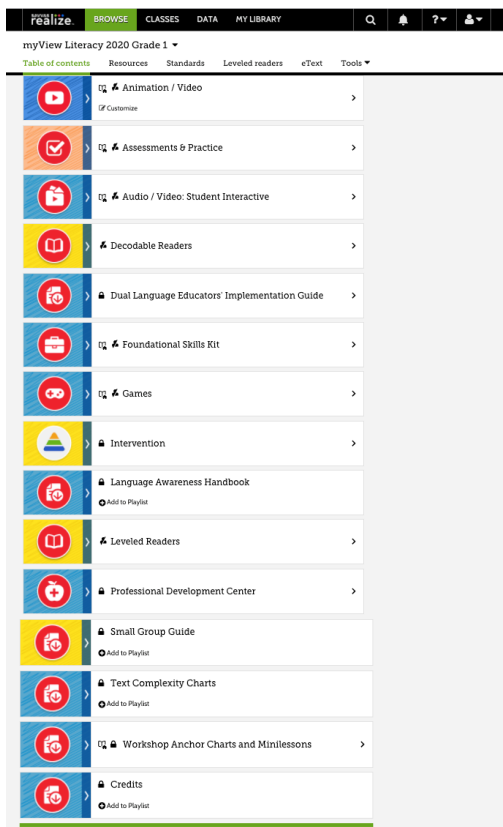 realize.
BROWSE CLASSES DATA MY LIBRARY
myView Literacy 2020 Grade 1
Table of contents Resources Standards Leveled readers eText Tools
Animation / Video
Customize
Assessments & Practice
Audio / Video: Student Interactive
Decodable Readers
Dual Language Educators' Implementation Guide
Foundational Skills Kit
Games
Intervention
Language Awareness Handbook
Add to Playlist
Leveled Readers
Professional Development Center
Small Group Guide
Add to Playlist
Text Complexity Charts
Add to Playlist
Workshop Anchor Charts and Minilessons
Credits
Add to Playlist